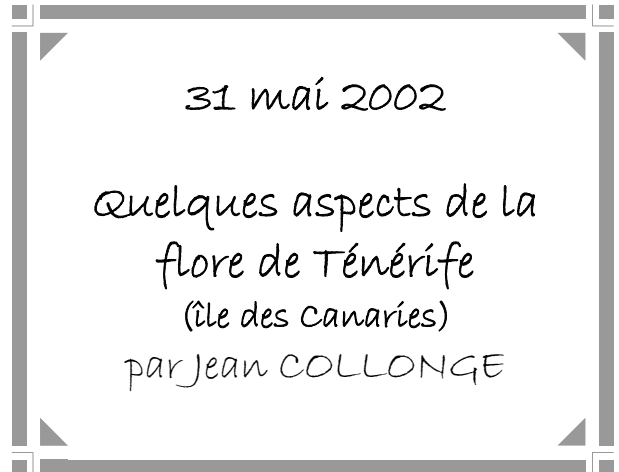 31 mai 2002
Quelques aspects de la
flore de Ténérife
(île des Canaries)
par Jean COLLONGE